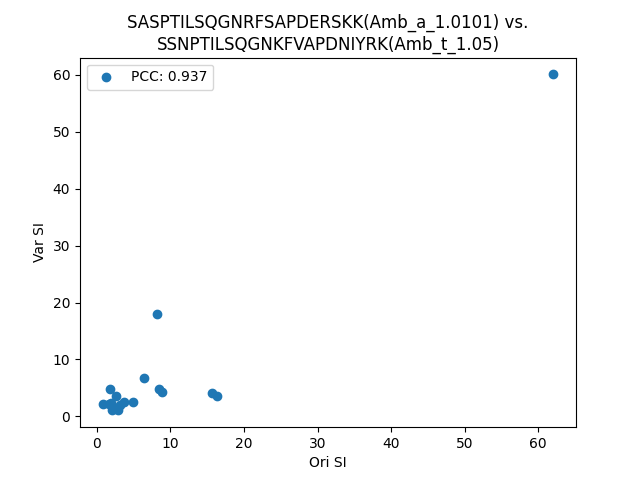 SASPTILSQGNRFSAPDERSKK(Amb_a_1.0101) vs.
SSNPTILSQGNKFVAPDNIYRK(Amb_t_1.05)
PCC: 0.937
60
50
40
30
20
10
0
Var SI
0 10 20 30 40 50 60
Ori SI